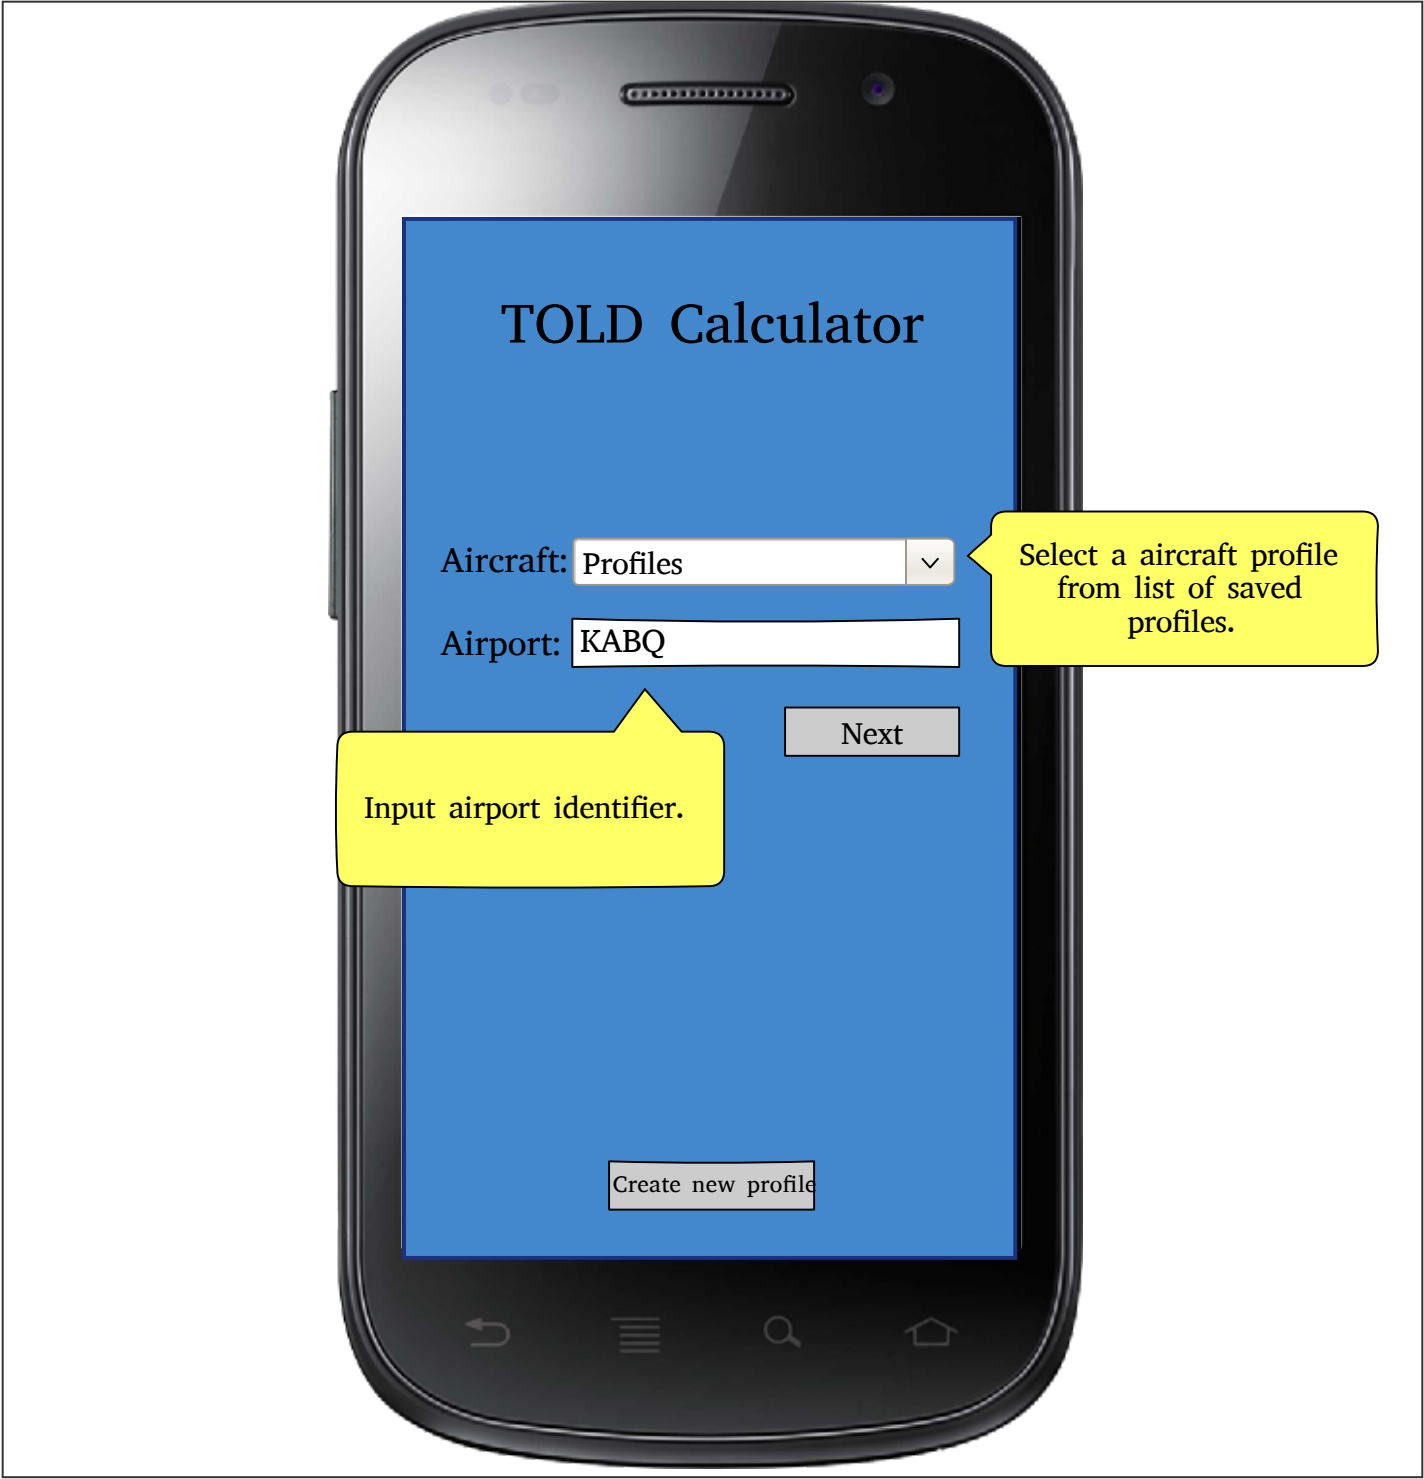 TOLD Calculator
Aircraft:
Profiles
Select a aircraft profile
from list of saved
profiles.
Airport:
KABQ
Next
Input airport identifier.
Create new profile